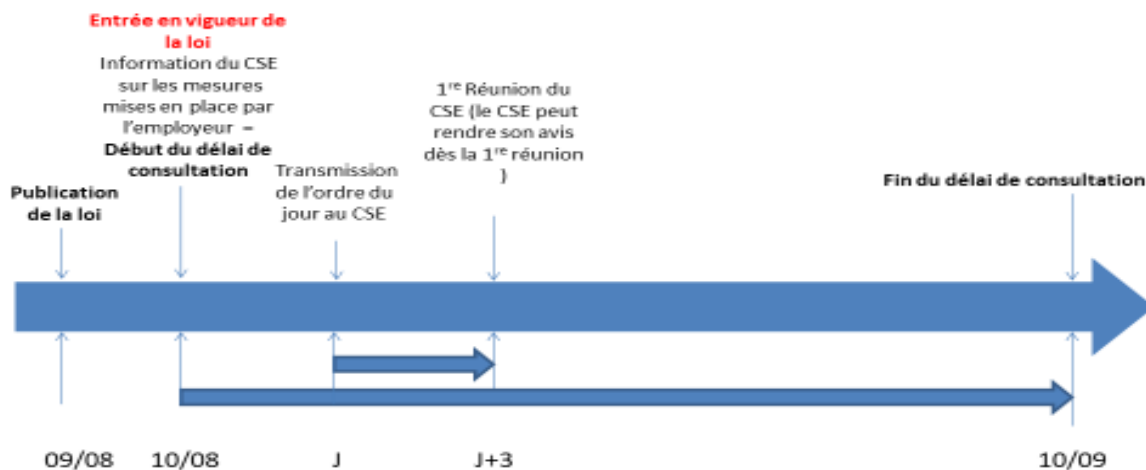 Entrée en vigueur de
la loi
Information du CSE
sur les mesures
mises en place par
l'employeur –
Début du délai de
consultation
Publication
de la loi
Transmission
de l'ordre du
jour au CSE
1re Réunion du
CSE (le CSE peut
rendre son avis
dès la 1re réunion
)
Fin du délai de consultation
09/08
10/08
J
J+3
10/09